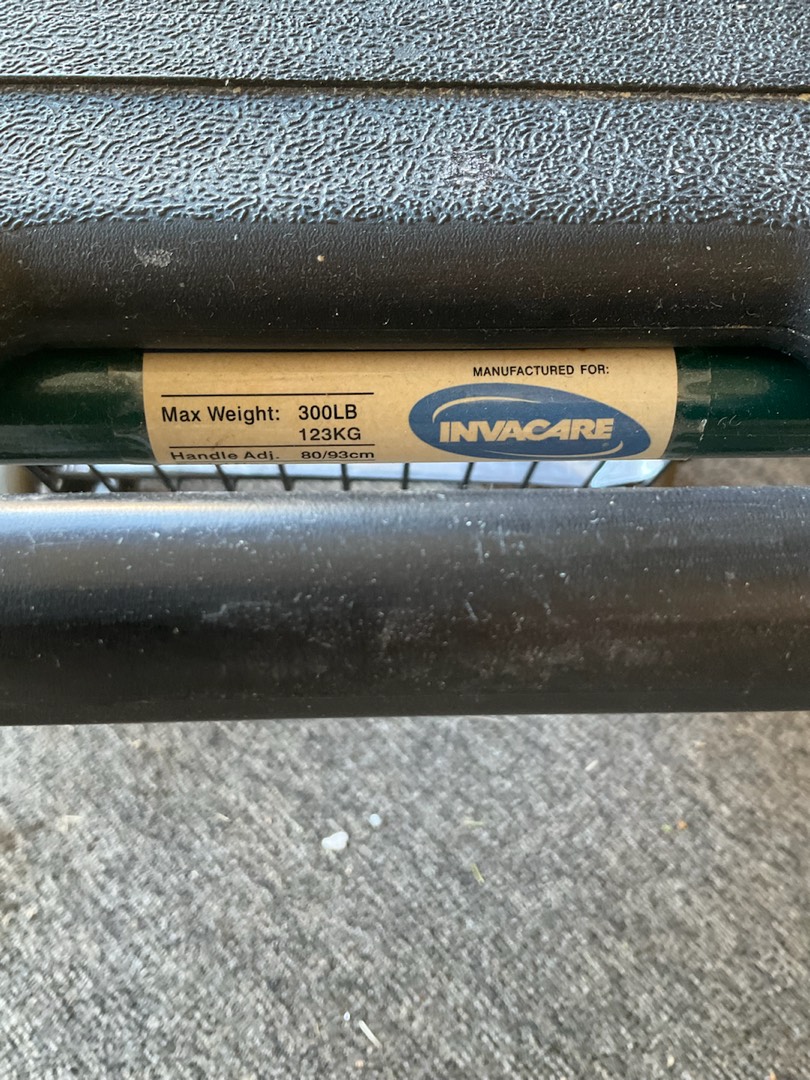 MANUFACTURED FOR:
Max Weight: 300LB
123KG
INVACARE
Handle Adj. 80/93cm